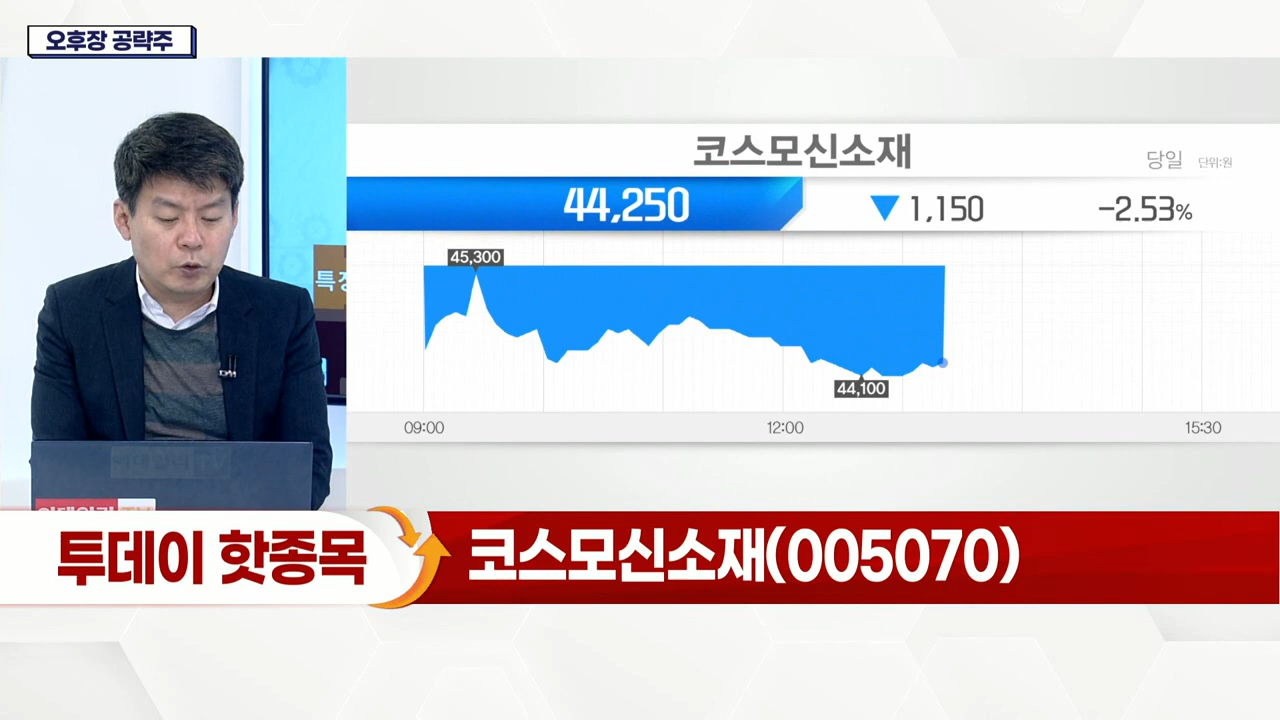 오후장 공략주
코스모신소재
당일 단위:원
44,250 ▼ 1,150 -2.53%
45,300
44,100
09:00 12:00 15:30
투데이 핫종목
코스모신소재(005070)